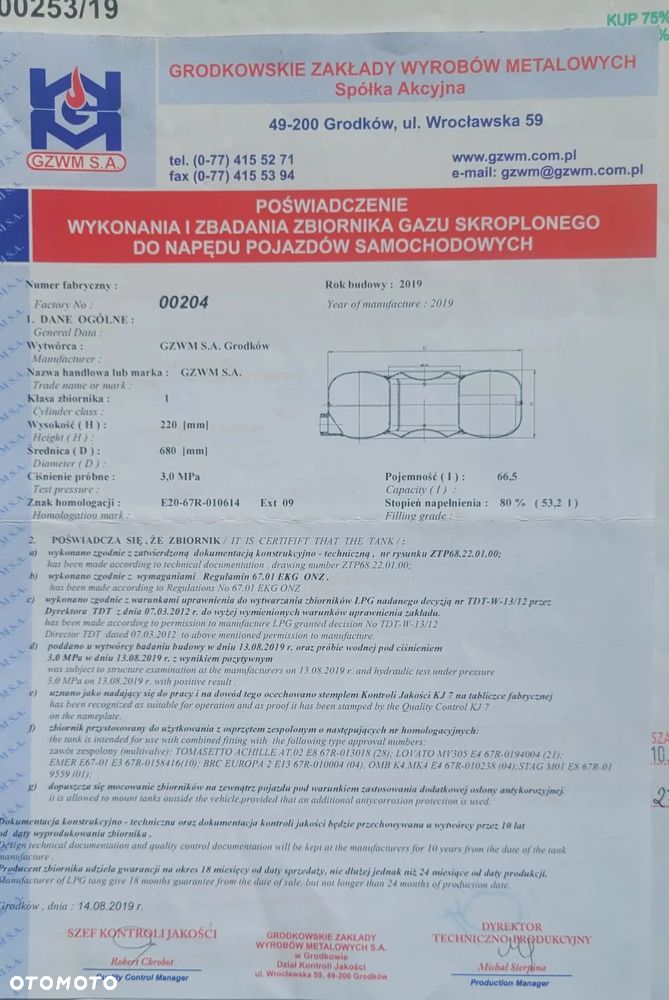 00253/19
KUP 75%
%
GZWM S.A.
GRODKOWSKIE ZAKŁADY WYROBÓW METALOWYCH
Spółka Akcyjna
49-200 Grodków, ul. Wrocławska 59
tel. (0-77) 415 52 71
fax (0-77) 415 53 94
www.gzwm.com.pl
e-mail: gzwm@gzwm.com.pl
POŚWIADCZENIE
WYKONANIA I ZBADANIA ZBIORNIKA GAZU SKROPLONEGO
DO NAPĘDU POJAZDÓW SAMOCHODOWYCH
Numer fabryczny :
Factory No : 00204
Rok budowy : 2019
Year of manufacture : 2019
1. DANE OGÓLNE :
General Data :
Wytwórca : GZWM S.A. Grodków
Manufacturer :
Nazwa handlowa lub marka : GZWM S.A.
Trade name or mark :
Klasa zbiornika : 1
Cylinder class :
Wysokość ( H ) : 220 [mm]
Height ( H ) :
Średnica ( D ) : 680 [mm]
Diameter ( D ) :
Ciśnienie próbne : 3,0 MPa
Test pressure :
Pojemność ( l ) : 66,5
Capacity ( l ) :
Znak homologacji : E20-67R-010614 Ext 09
Homologation mark :
Stopień napełnienia : 80 % ( 53,2 l )
Filling grade :
2. POŚWIADCZA SIĘ, ŻE ZBIORNIK / IT IS CERTIFIFT THAT THE TANK / :
a) wykonano zgodnie z zatwierdzoną dokumentacją konstrukcyjno - techniczną , nr rysunku ZTP68.22.01.00;
has been made according to technical documentation , drawing number ZTP68.22.01.00;
b) wykonano zgodnie z wymaganiami Regulamin 67.01 EKG ONZ .
has been made according to Regulations No 67:01 EKG ONZ
c) wykonano zgodnie z warunkami uprawnienia do wytwarzania zbiorników LPG nadanego decyzją nr TDT-W-13/12 przez
Dyrektora TDT z dnia 07.03.2012 r. do wyżej wymienionych warunków uprawnienia zakładu.
has been made according to permission to manufacture LPG granted decision No TDT-W-13/12
Director TDT dated 07.03.2012 to above mentioned permission to manufacture.
d) poddano u wytwórcy badaniu budowy w dniu 13.08.2019 r. oraz próbie wodnej pod ciśnieniem
3.0 MPa w dniu 13.08.2019 r. z wynikiem pozytywnym
was subject to structure examination at the manufacturers on 13.08.2019 r. and hydraulic test under pressure
3.0 MPa on 13.08.2019 r. with positive result .
e) uznano jako nadający się do pracy i na dowód tego ocechowano stemplem Kontroli Jakości KJ 7 na tabliczce fabrycznej
has been recognized as suitable for operation and as proof it has been stamped by the Quality Control KJ 7
on the nameplate.
f) zbiornik przystosowany do użytkowania z osprzętem zespolonym o następujących nr homologacyjnych:
the tank is intended for use with combined fitting with the following type approval numbers:
zawór zespolony (multivalve): TOMASETTO ACHILLE AT.02 E8 67R-013018 (28); LOVATO MV305 E4 67R-0194004 (21);
EMER E67-01 E3 67R-0158416(10); BRC EUROPA 2 E13 67R-010004 (04), OMB K4,MK4 E4 67R-010238 (04);STAG M01 E8 67R-01
9559 (01);
g) dopuszcza się mocowanie zbiorników na zewnątrz pojazdu pod warunkiem zastosowania dodatkowej osłony antykorozyjnej.
it is allowed to mount tanks outside the vehicle,provided that an additional antycorrosion protection is used.
Dokumentacja konstrukcyjno - techniczna oraz dokumentacja kontroli jakości będzie przechowywana u wytwórcy przez 10 lat
od daty wyprodukowania zbiornika .
Design technical documentation and quality control documentation will be kept at the manufacturers for 10 years from the date of the tank
manufacture .
Producent zbiornika udziela gwarancji na okres 18 miesięcy od daty sprzedaży, nie dłużej jednak niż 24 miesiące od daty produkcji.
Manufacturer of LPG tang give 18 months guarantee from the date of sale, but not longer than 24 months of production date.
Grodków , dnia : 14.08.2019 r.
SZEF KONTROLI JAKOŚCI
Robert Chrobot
Quality Control Manager
GRODKOWSKIE ZAKŁADY
WYROBÓW METALOWYCH S.A.
w Grodkowie
Dział Kontroli Jakości
ul. Wrocławska 59, 49-200 Grodków
DYREKTOR
TECHNICZNO-PRODUKCYJNY
Michał Sierpina
Production Manager
SZA
10.
OTOMOTO